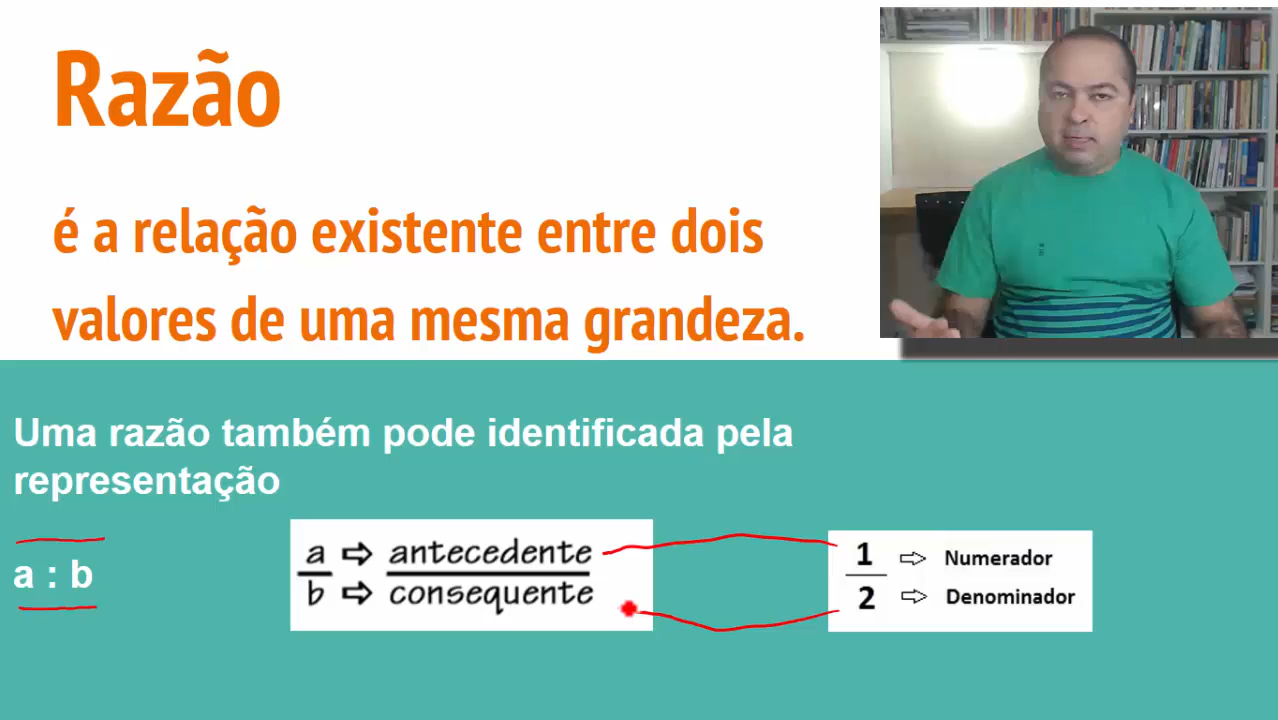 Razão
é a relação existente entre dois
valores de uma mesma grandeza.
Uma razão também pode identificada pela
representação
a : b
a ⇨ antecedente
b ⇨ consequente
1 ⇨ Numerador
2 ⇨ Denominador